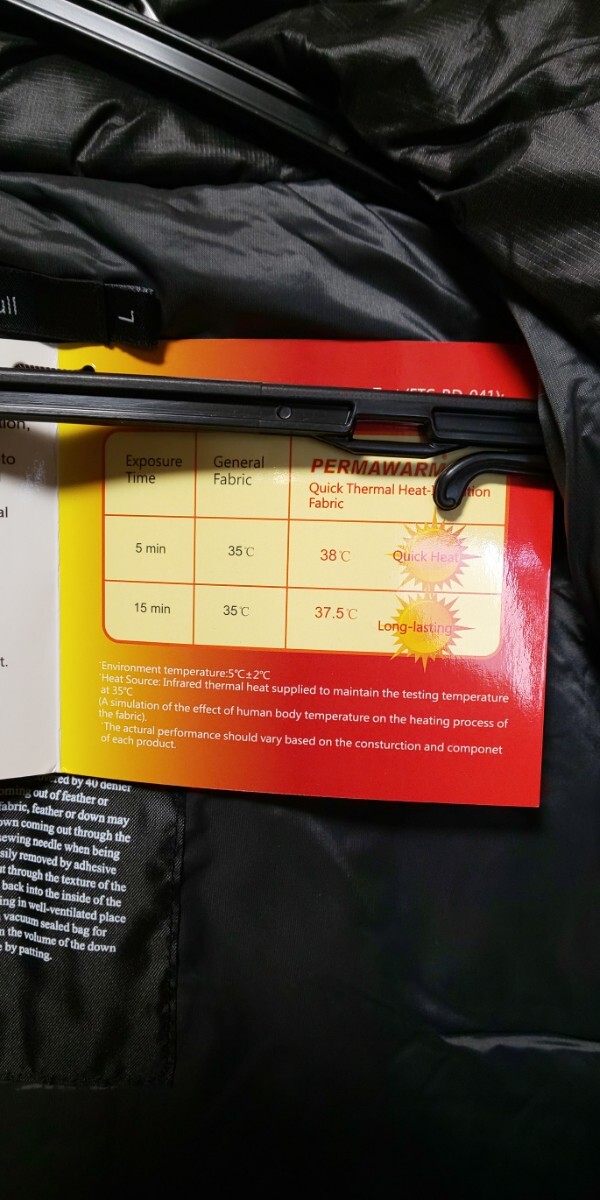 L
to
t.
Exposure
Time
General
Fabric
PERMAWARM
Quick Thermal
Fabric
5 min
35℃
38℃
Quick Heat
15 min
35℃
37.5℃
Long-lasting
*Environment temperature:5℃±2℃
*Heat Source: Infrared thermal heat supplied to maintain the testing temperature
at 35℃
(A simulation of the effect of human body temperature on the heating process of
the fabric).
*The actural performance should vary based on the consturction and componet
of each product.
by 40 denier
out of feather or
fabric, feather or down may
coming out through the
sewing needle when being
removed by adhesive
through the texture of the
back into the inside of the
in well-ventilated place
vacuum sealed bag for
the volume of the down
by patting.